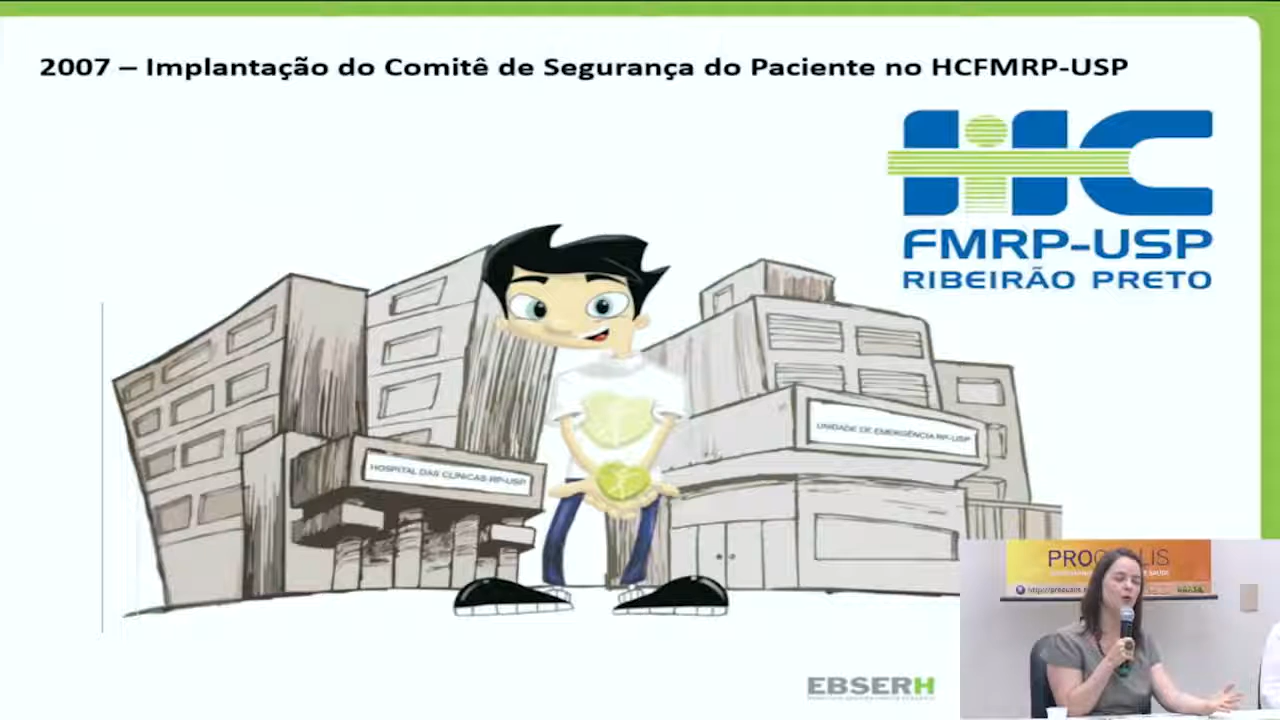 2007 – Implantação do Comitê de Segurança do Paciente no HCFMRP-USP
HC
FMRP-USP
RIBEIRÃO PRETO
UNIDADE DE EMERGÊNCIA RP-USP
HOSPITAL DAS CLÍNICAS-RP-USP
EBSERH